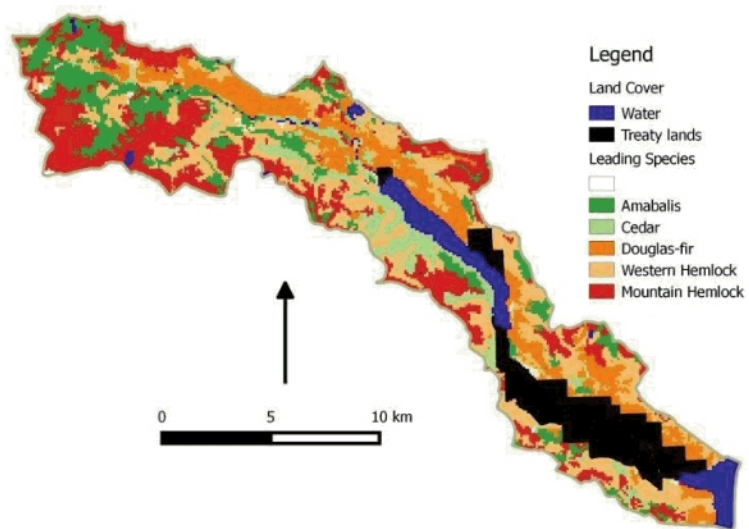 Legend
Land Cover
Water
Treaty lands
Leading Species
Amabalis
Cedar
Douglas-fir
Western Hemlock
Mountain Hemlock
0 5 10 km